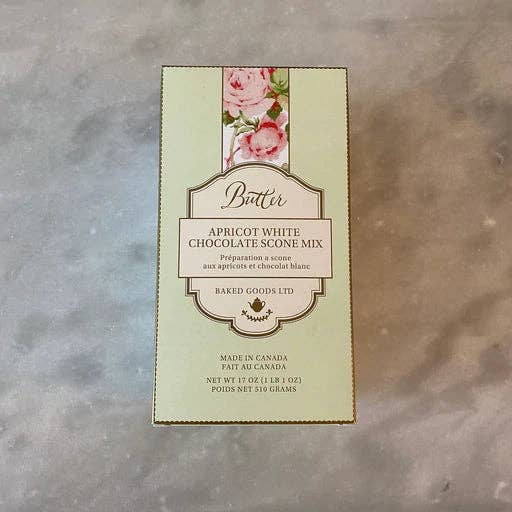 Butter
APRICOT WHITE
CHOCOLATE SCONE MIX
Préparation a scone
aux apricots et chocolat blanc
BAKED GOODS LTD
MADE IN CANADA
FAIT AU CANADA
NET WT 17 OZ (1 LB 1 OZ)
POIDS NET 510 GRAMS